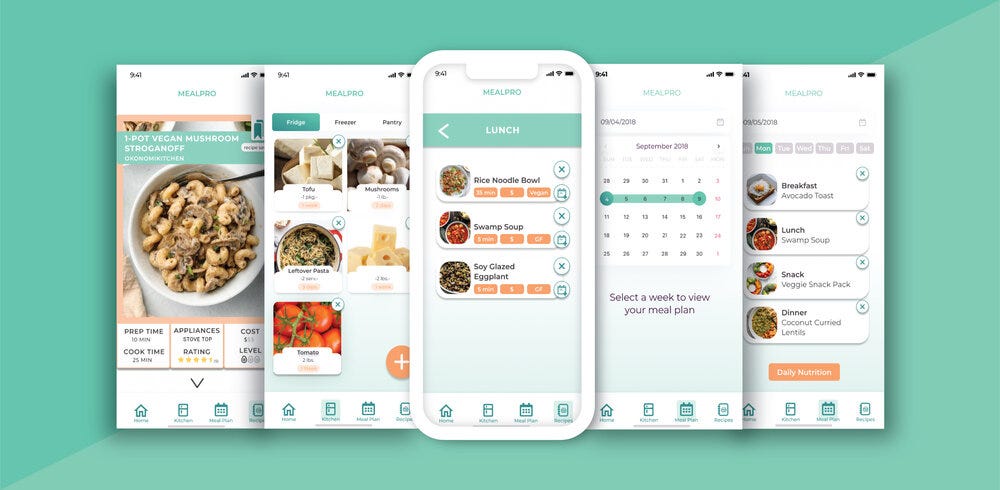 9:41
MEALPRO
1-POT VEGAN MUSHROOM
STROGANOFF
OKONOMIKITCHEN
PREP TIME
10 MIN
COOK TIME
25 MIN
APPLIANCES
STOVE TOP
RATING
COST
LEVEL
Home
Kitchen
Meal Plan
Recipes
9:41
MEALPRO
Fridge
Freezer
Pantry
Tofu
-1 pkg.-
1 week
Mushrooms
-1 lb.-
Leftover Pasta
-2 serv.-
3 days
-2 lbs.-
Tomato
2 lbs.
+
Home
Kitchen
Meal Plan
Recipes
9:41
MEALPRO
LUNCH
Rice Noodle Bowl
35 min
$
Vegan
Swamp Soup
5 min
$
GF
Soy Glazed
Eggplant
5 min
$
GF
Home
Kitchen
Meal Plan
Recipes
9:41
MEALPRO
09/04/2018
September 2018
SUN
MON
TUE
WED
THU
FRI
SAT
28 29 30 31 1 2 3
4 5 6 7 8 9 10
11 12 13 14 15 16 17
18 19 20 21 22 23 24
25 26 27 28 29 30 1
Select a week to view
your meal plan
Home
Kitchen
Meal Plan
Recipes
9:41
MEALPRO
09/05/2018
Mon Tue Wed Thu Fri Sat
Breakfast
Avocado Toast
Lunch
Swamp Soup
Snack
Veggie Snack Pack
Dinner
Coconut Curried
Lentils
Daily Nutrition
Home
Kitchen
Meal Plan
Recipes